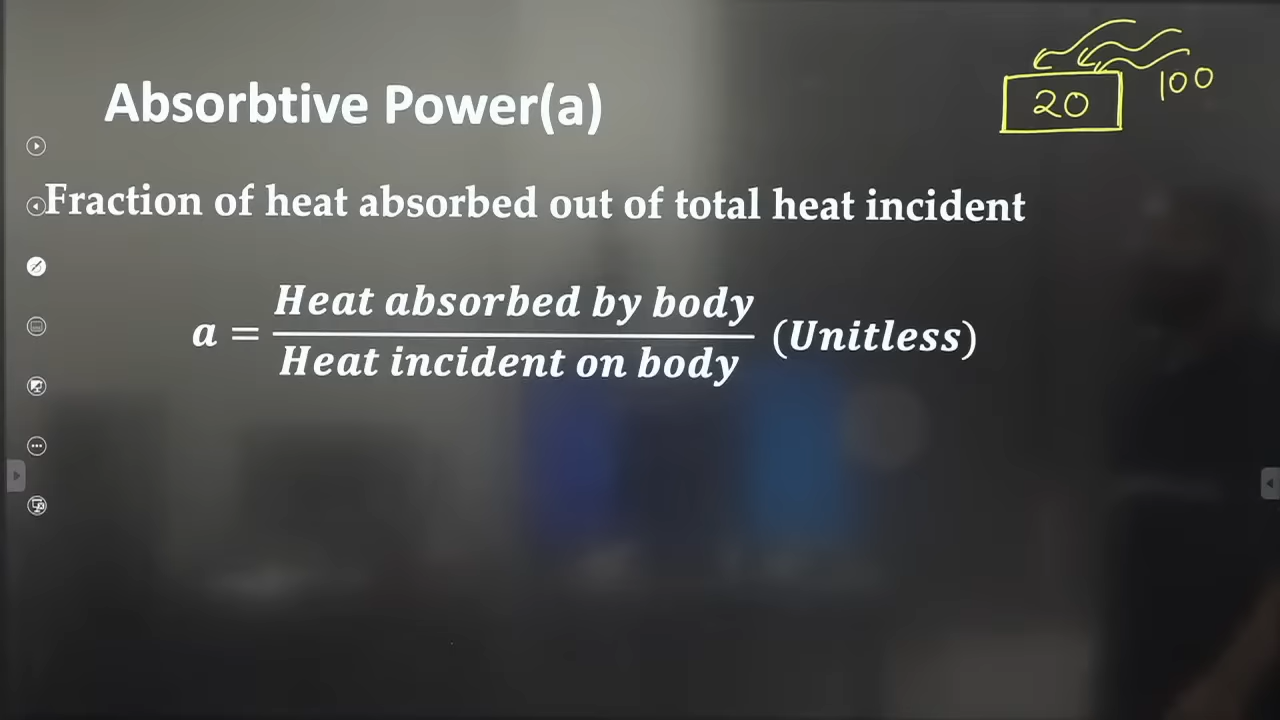 Absorbtive Power(a)
20
100
Fraction of heat absorbed out of total heat incident
a = Heat absorbed by body / Heat incident on body (Unitless)